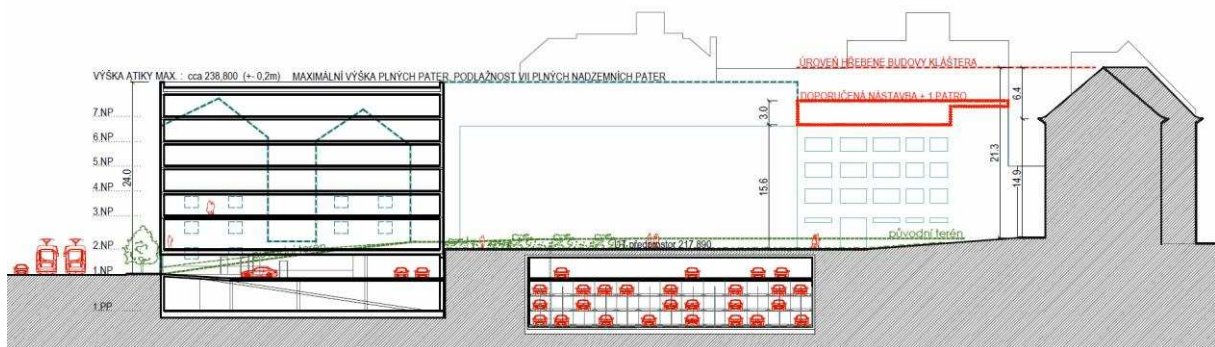 VÝŠKA ATIKY MAX. : cca 238,800 (+- 0,2m) MAXIMÁLNÍ VÝŠKA PLNÝCH PATER, PODLAŽNOST VII PLNÝCH NADZEMNÍCH PATER
ÚROVEŇ HŘEBENE BUDOVY KLÁŠTERA
DOPORUČENÁ NÁSTAVBA + 1.PATRO
7.NP
6.NP
5.NP
4.NP
3.NP
2.NP
1.NP
1.PP
24.0
3.0
15.6
21.3
6.4
14.9
původní terén
předprostor 217,890